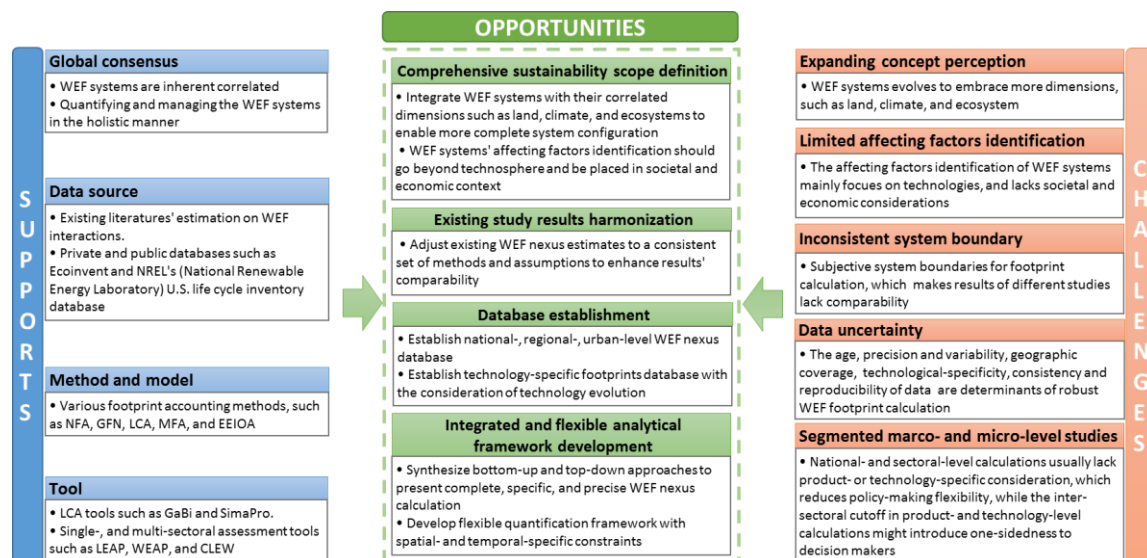 SUPPORTS
Global consensus
• WEF systems are inherent correlated
• Quantifying and managing the WEF systems
in the holistic manner
Data source
• Existing literatures' estimation on WEF
interactions.
• Private and public databases such as
Ecoinvent and NREL's (National Renewable
Energy Laboratory) U.S. life cycle inventory
database
Method and model
• Various footprint accounting methods, such
as NFA, GFN, LCA, MFA, and EEIOA
Tool
• LCA tools such as GaBi and SimaPro.
• Single-, and multi-sectoral assessment tools
such as LEAP, WEAP, and CLEW
OPPORTUNITIES
Comprehensive sustainability scope definition
• Integrate WEF systems with their correlated
dimensions such as land, climate, and ecosystems to
enable more complete system configuration
• WEF systems' affecting factors identification should
go beyond technosphere and be placed in societal and
economic context
Existing study results harmonization
• Adjust existing WEF nexus estimates to a consistent
set of methods and assumptions to enhance results'
comparability
Database establishment
• Establish national-, regional-, urban-level WEF nexus
database
• Establish technology-specific footprints database with
the consideration of technology evolution
Integrated and flexible analytical
framework development
• Synthesize bottom-up and top-down approaches to
present complete, specific, and precise WEF nexus
calculation
• Develop flexible quantification framework with
spatial- and temporal-specific constraints
Expanding concept perception
• WEF systems evolves to embrace more dimensions,
such as land, climate, and ecosystem
Limited affecting factors identification
• The affecting factors identification of WEF systems
mainly focus on technologies, and lacks societal and
economic considerations
Inconsistent system boundary
• Subjective system boundaries for footprint
calculation, which makes results of different studies
lack comparability
Data uncertainty
• The age, precision and variability, geographic
coverage, technological-specificity, consistency and
reproducibility of data are determinants of robust
WEF footprint calculation
Segmented marco- and micro-level studies
• National- and sectoral-level calculations usually lack
product- or technology-specific consideration, which
reduces policy-making flexibility, while the inter-
sectoral cutoff in product- and technology-level
calculations might introduce one-sidedness to
decision makers
CHALLENGES